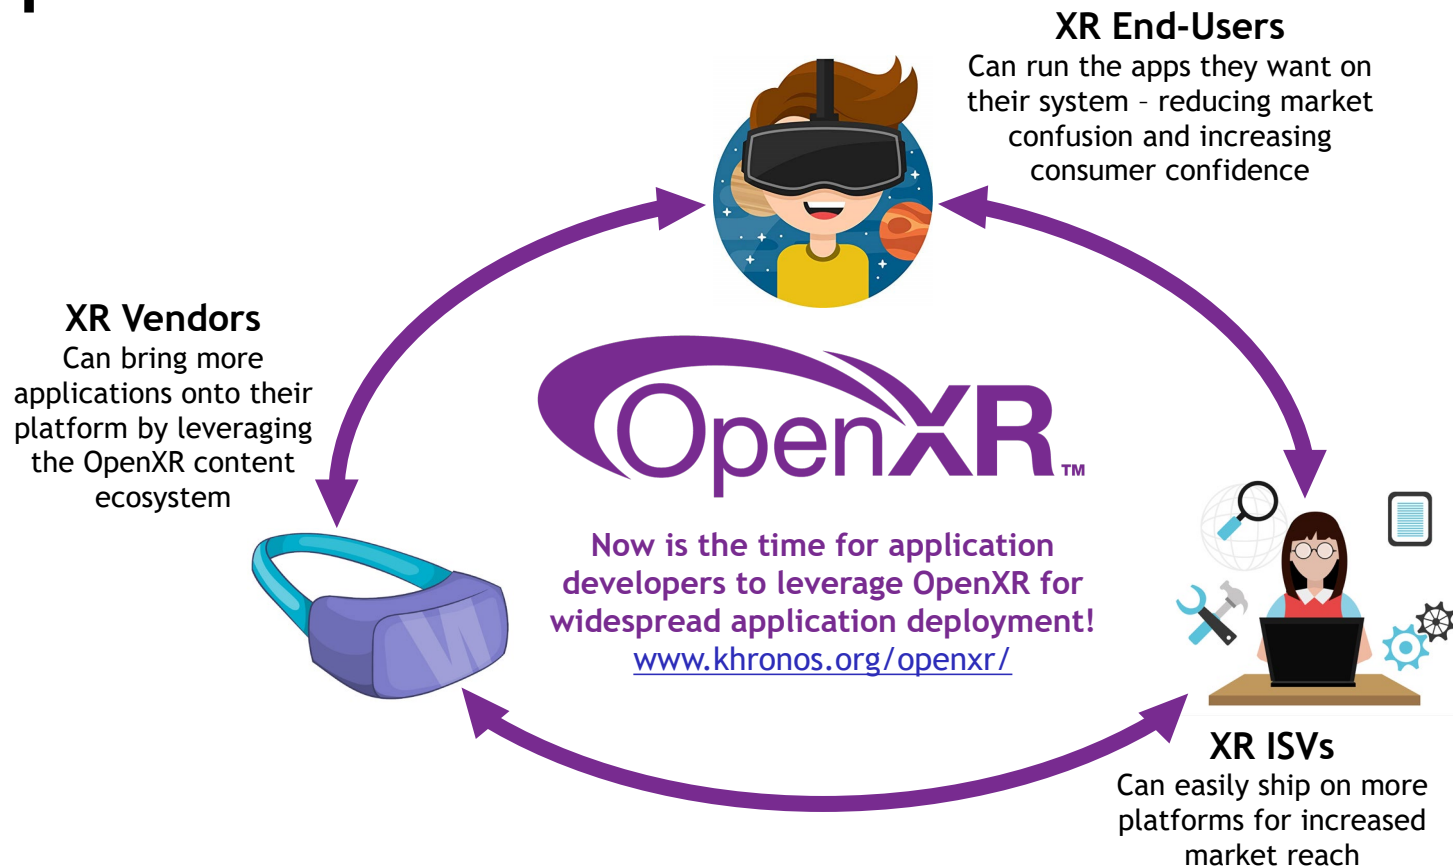 XR End-Users
Can run the apps they want on
their system – reducing market
confusion and increasing
consumer confidence
XR Vendors
Can bring more
applications onto their
platform by leveraging
the OpenXR content
ecosystem
OpenXR™
Now is the time for application
developers to leverage OpenXR for
widespread application deployment!
www.khronos.org/openxr/
XR ISVs
Can easily ship on more
platforms for increased
market reach